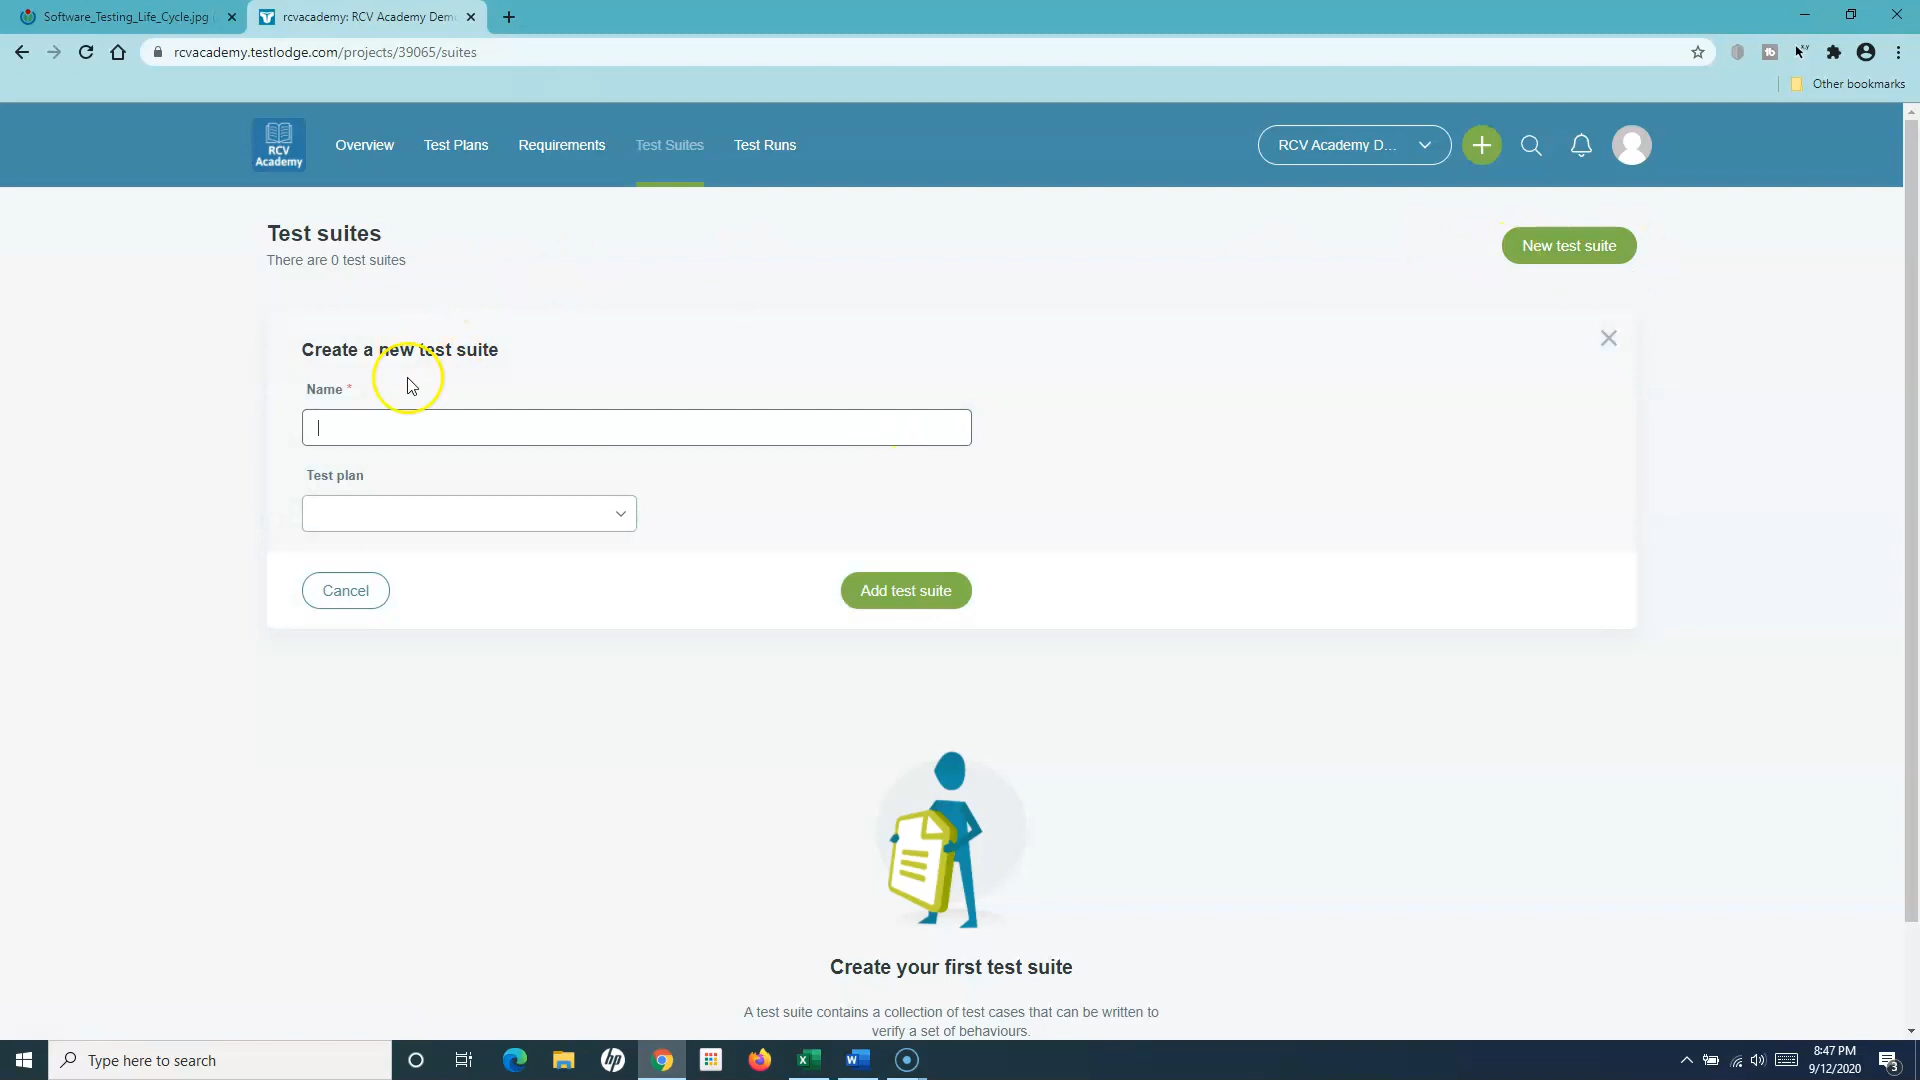 Software_Testing_Life_Cycle.jpg (
rcvacademy: RCV Academy Dem
rcvacademy.testlodge.com/projects/39065/suites
Other bookmarks
RCV
Academy
Overview
Test Plans
Requirements
Test Suites
Test Runs
RCV Academy D...
Test suites
There are 0 test suites
New test suite
Create a new test suite
Name *
Test plan
Cancel
Add test suite
Create your first test suite
A test suite contains a collection of test cases that can be written to
verify a set of behaviours.
Type here to search
8:47 PM
9/12/2020
3